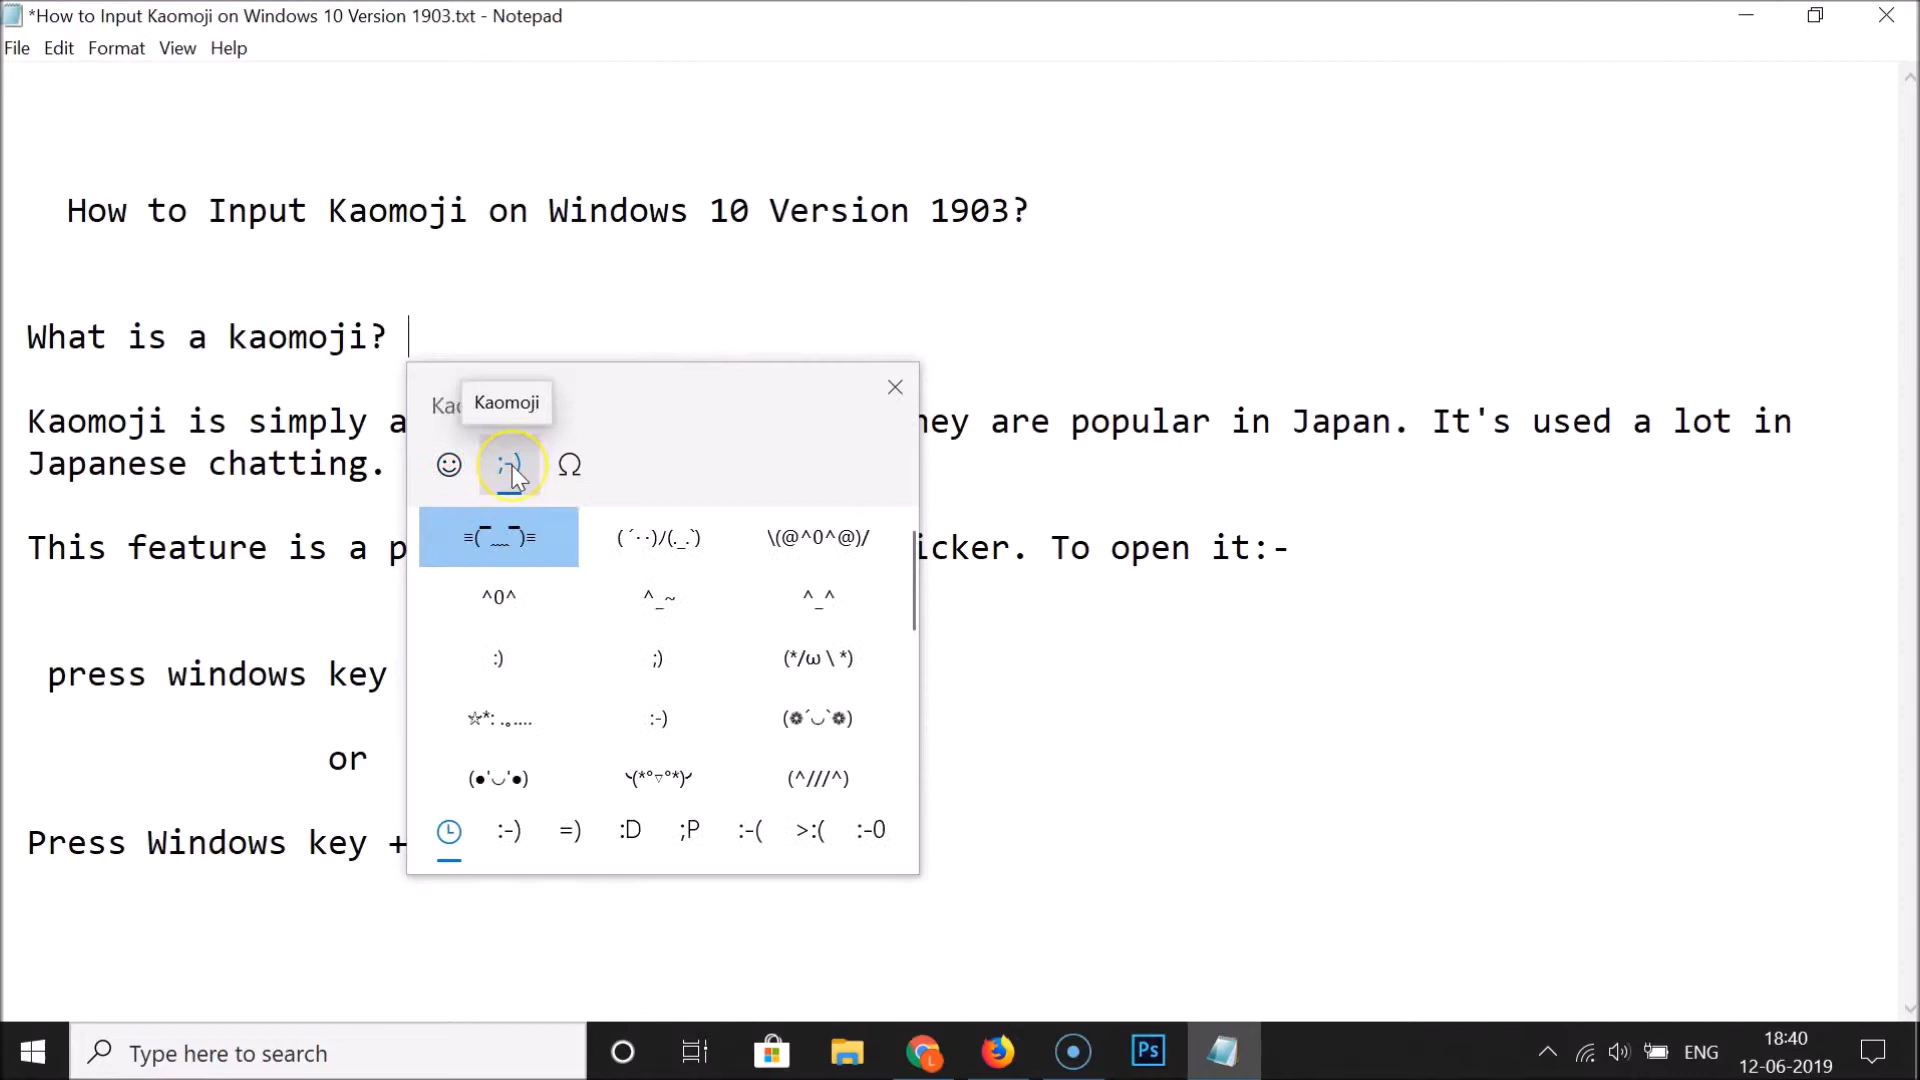 *How to Input Kaomoji on Windows 10 Version 1903.txt - Notepad
File Edit Format View Help
How to Input Kaomoji on Windows 10 Version 1903?
What is a kaomoji?
Kaomoji
Kaomoji is simply a hey are popular in Japan. It's used a lot in
Japanese chatting.
;-) Ω
This feature is a p icker. To open it:-
≡(▔﹏▔)≡ (´･･)/(._.`) \(@^0^@)/
^0^ ^_~ ^_^
:) ;) (*/ω\*)
press windows key
☆*: .｡.... :-) (❁´◡`❁)
or
(●'◡'●) ╰(*°▽°*)╯ (^///^)
:-) =) :D ;P :-( >:( :-0
Press Windows key +
Type here to search
Ps
L
ENG
18:40
12-06-2019